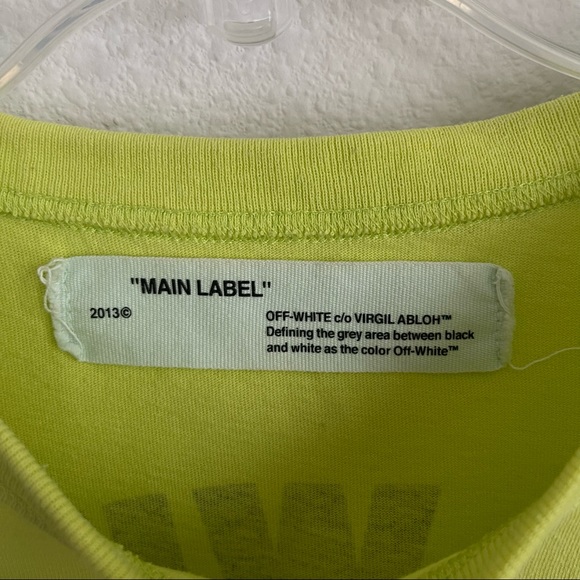 "MAIN LABEL"
2013©
OFF-WHITE c/o VIRGIL ABLOH™
Defining the grey area between black
and white as the color Off-White™